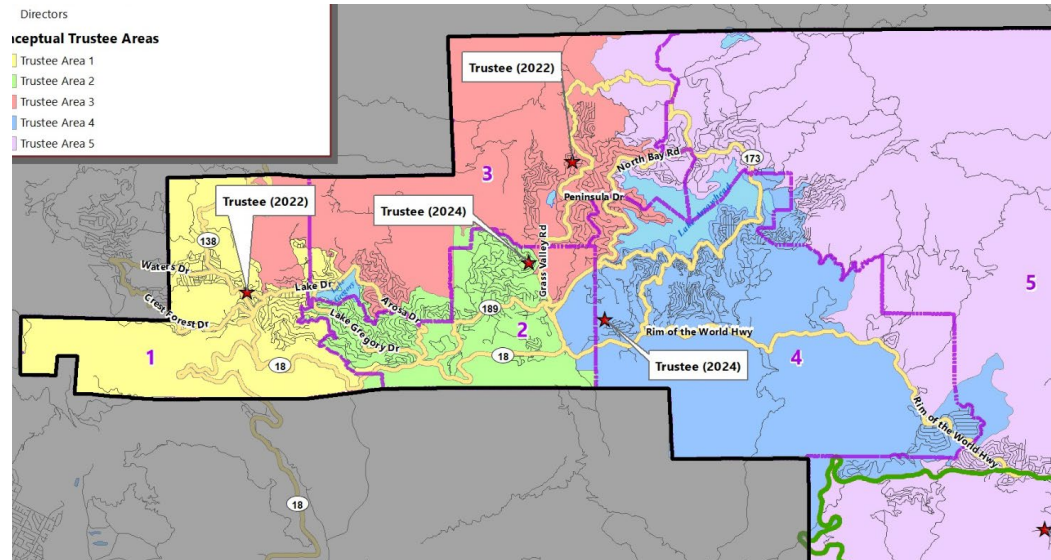 Directors
nceptual Trustee Areas
Trustee Area 1
Trustee Area 2
Trustee Area 3
Trustee Area 4
Trustee Area 5
Trustee (2022)
3
North Bay Rd
173
Trustee (2022)
Peninsula Dr
Trustee (2024)
138
Grass Valley Rd
Waters Dr
Lake Dr
Arosa Dr
5
Crest Forest Dr
189
Lake Gregory Dr
2
Rim of the World Hwy
1
18
18
Trustee (2024)
4
Rim of the World Hwy
18